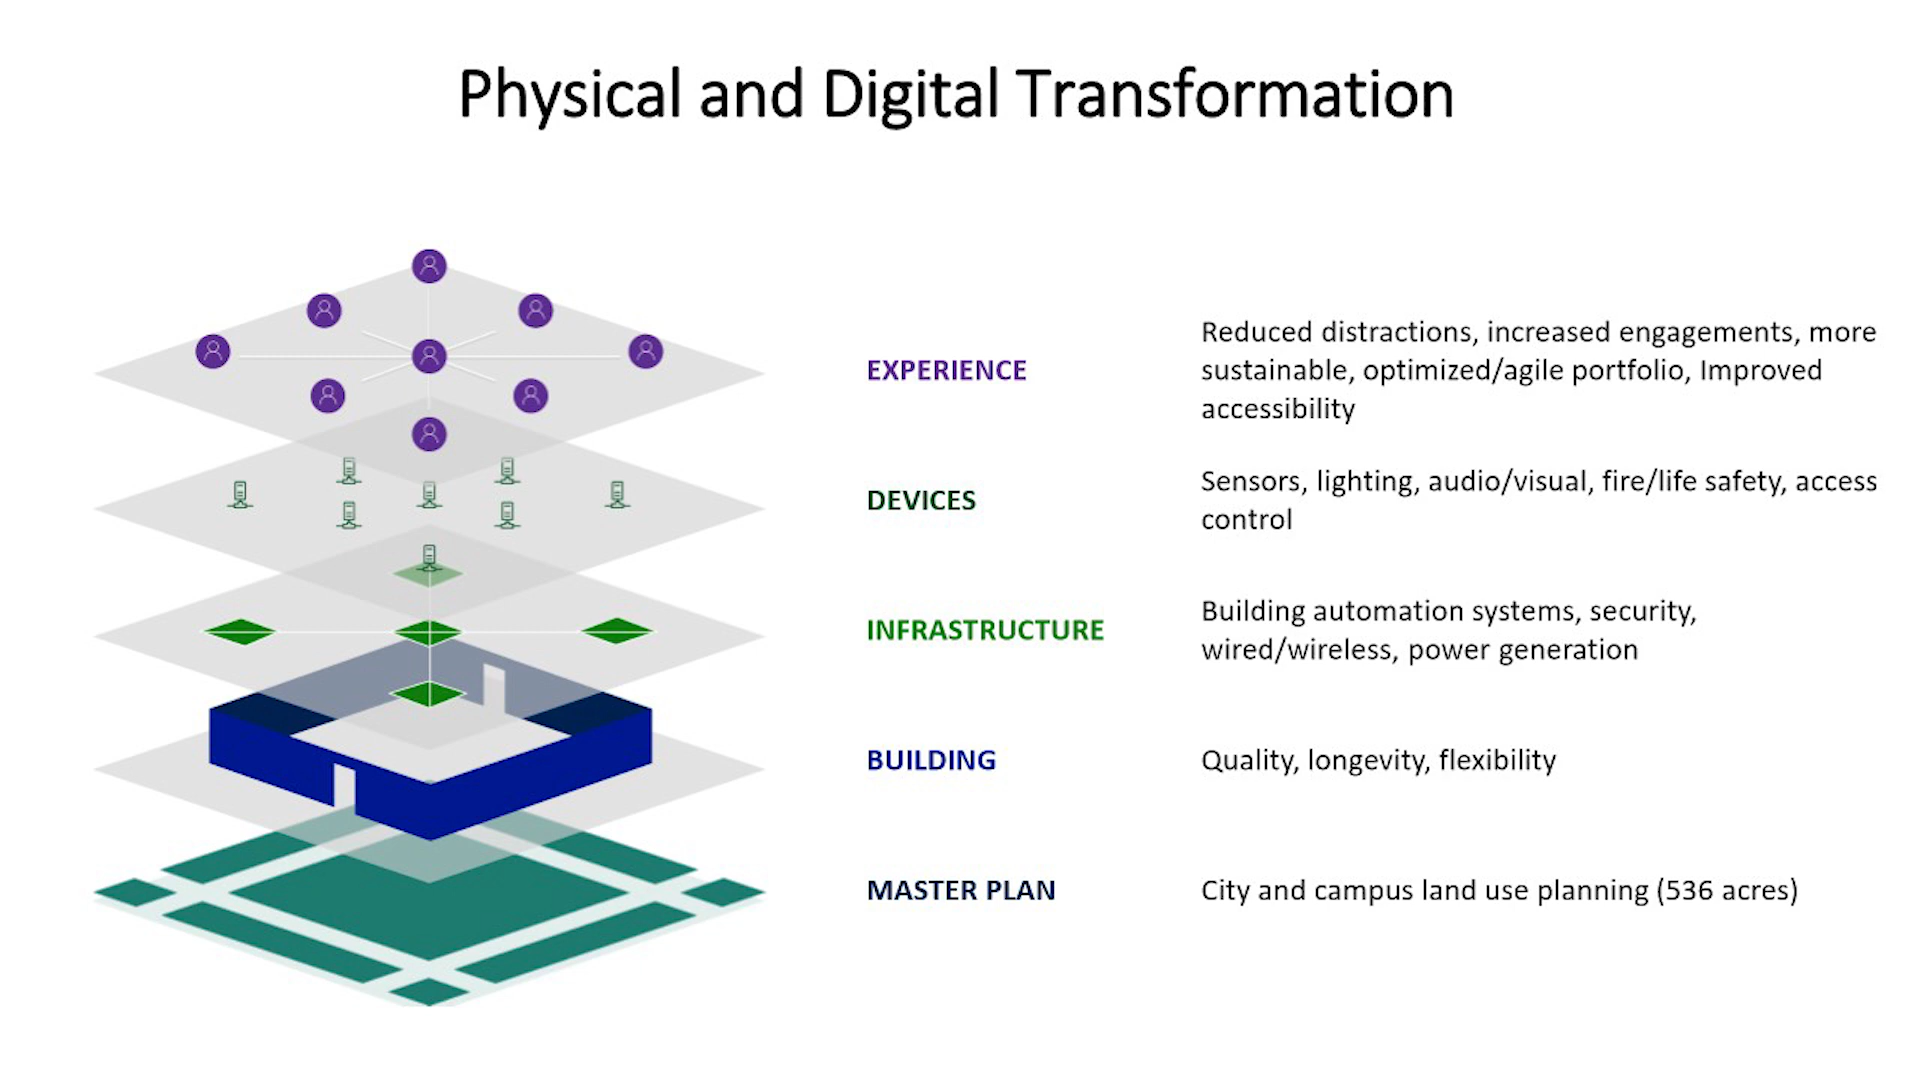 Physical and Digital Transformation
EXPERIENCE
Reduced distractions, increased engagements, more
sustainable, optimized/agile portfolio, Improved
accessibility
DEVICES
Sensors, lighting, audio/visual, fire/life safety, access
control
INFRASTRUCTURE
Building automation systems, security,
wired/wireless, power generation
BUILDING
Quality, longevity, flexibility
MASTER PLAN
City and campus land use planning (536 acres)